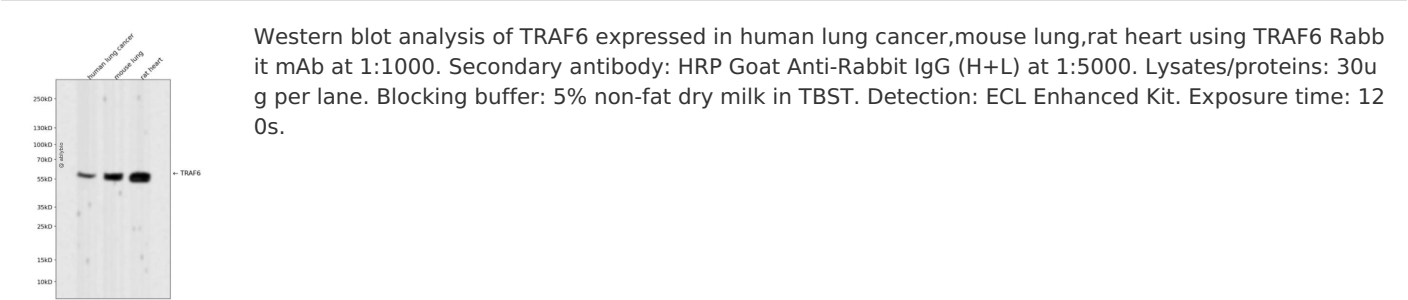 human lung cancer
mouse lung
rat heart
250kD
130kD
100kD
70kD
55kD
35kD
25kD
15kD
10kD
@ ablybio
← TRAF6
Western blot analysis of TRAF6 expressed in human lung cancer,mouse lung,rat heart using TRAF6 Rabb
it mAb at 1:1000. Secondary antibody: HRP Goat Anti-Rabbit IgG (H+L) at 1:5000. Lysates/proteins: 30u
g per lane. Blocking buffer: 5% non-fat dry milk in TBST. Detection: ECL Enhanced Kit. Exposure time: 12
0s.